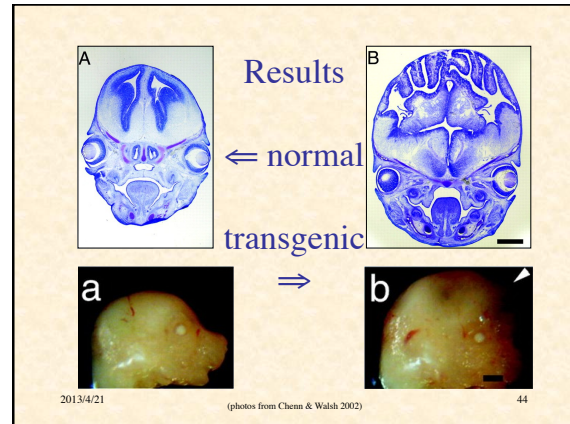 A
Results
B
⇐ normal
transgenic
⇒
a
b
2013/4/21
(photos from Chenn & Walsh 2002)
44